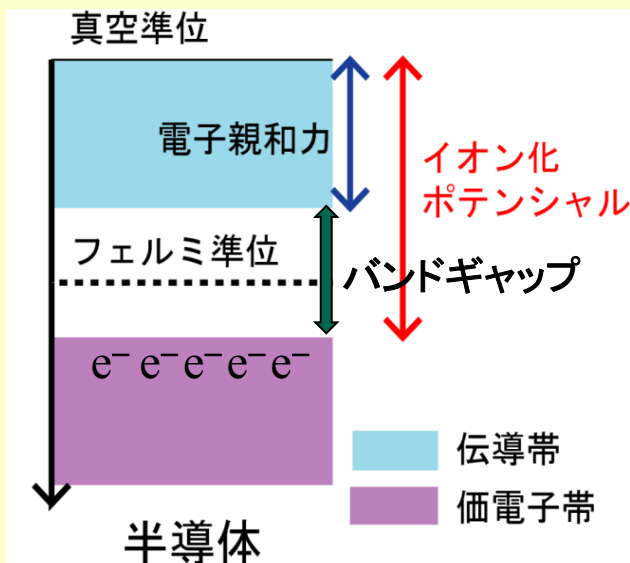 真空準位
電子親和力
イオン化
ポテンシャル
フェルミ準位
バンドギャップ
e⁻ e⁻ e⁻ e⁻ e⁻
伝導帯
価電子帯
半導体